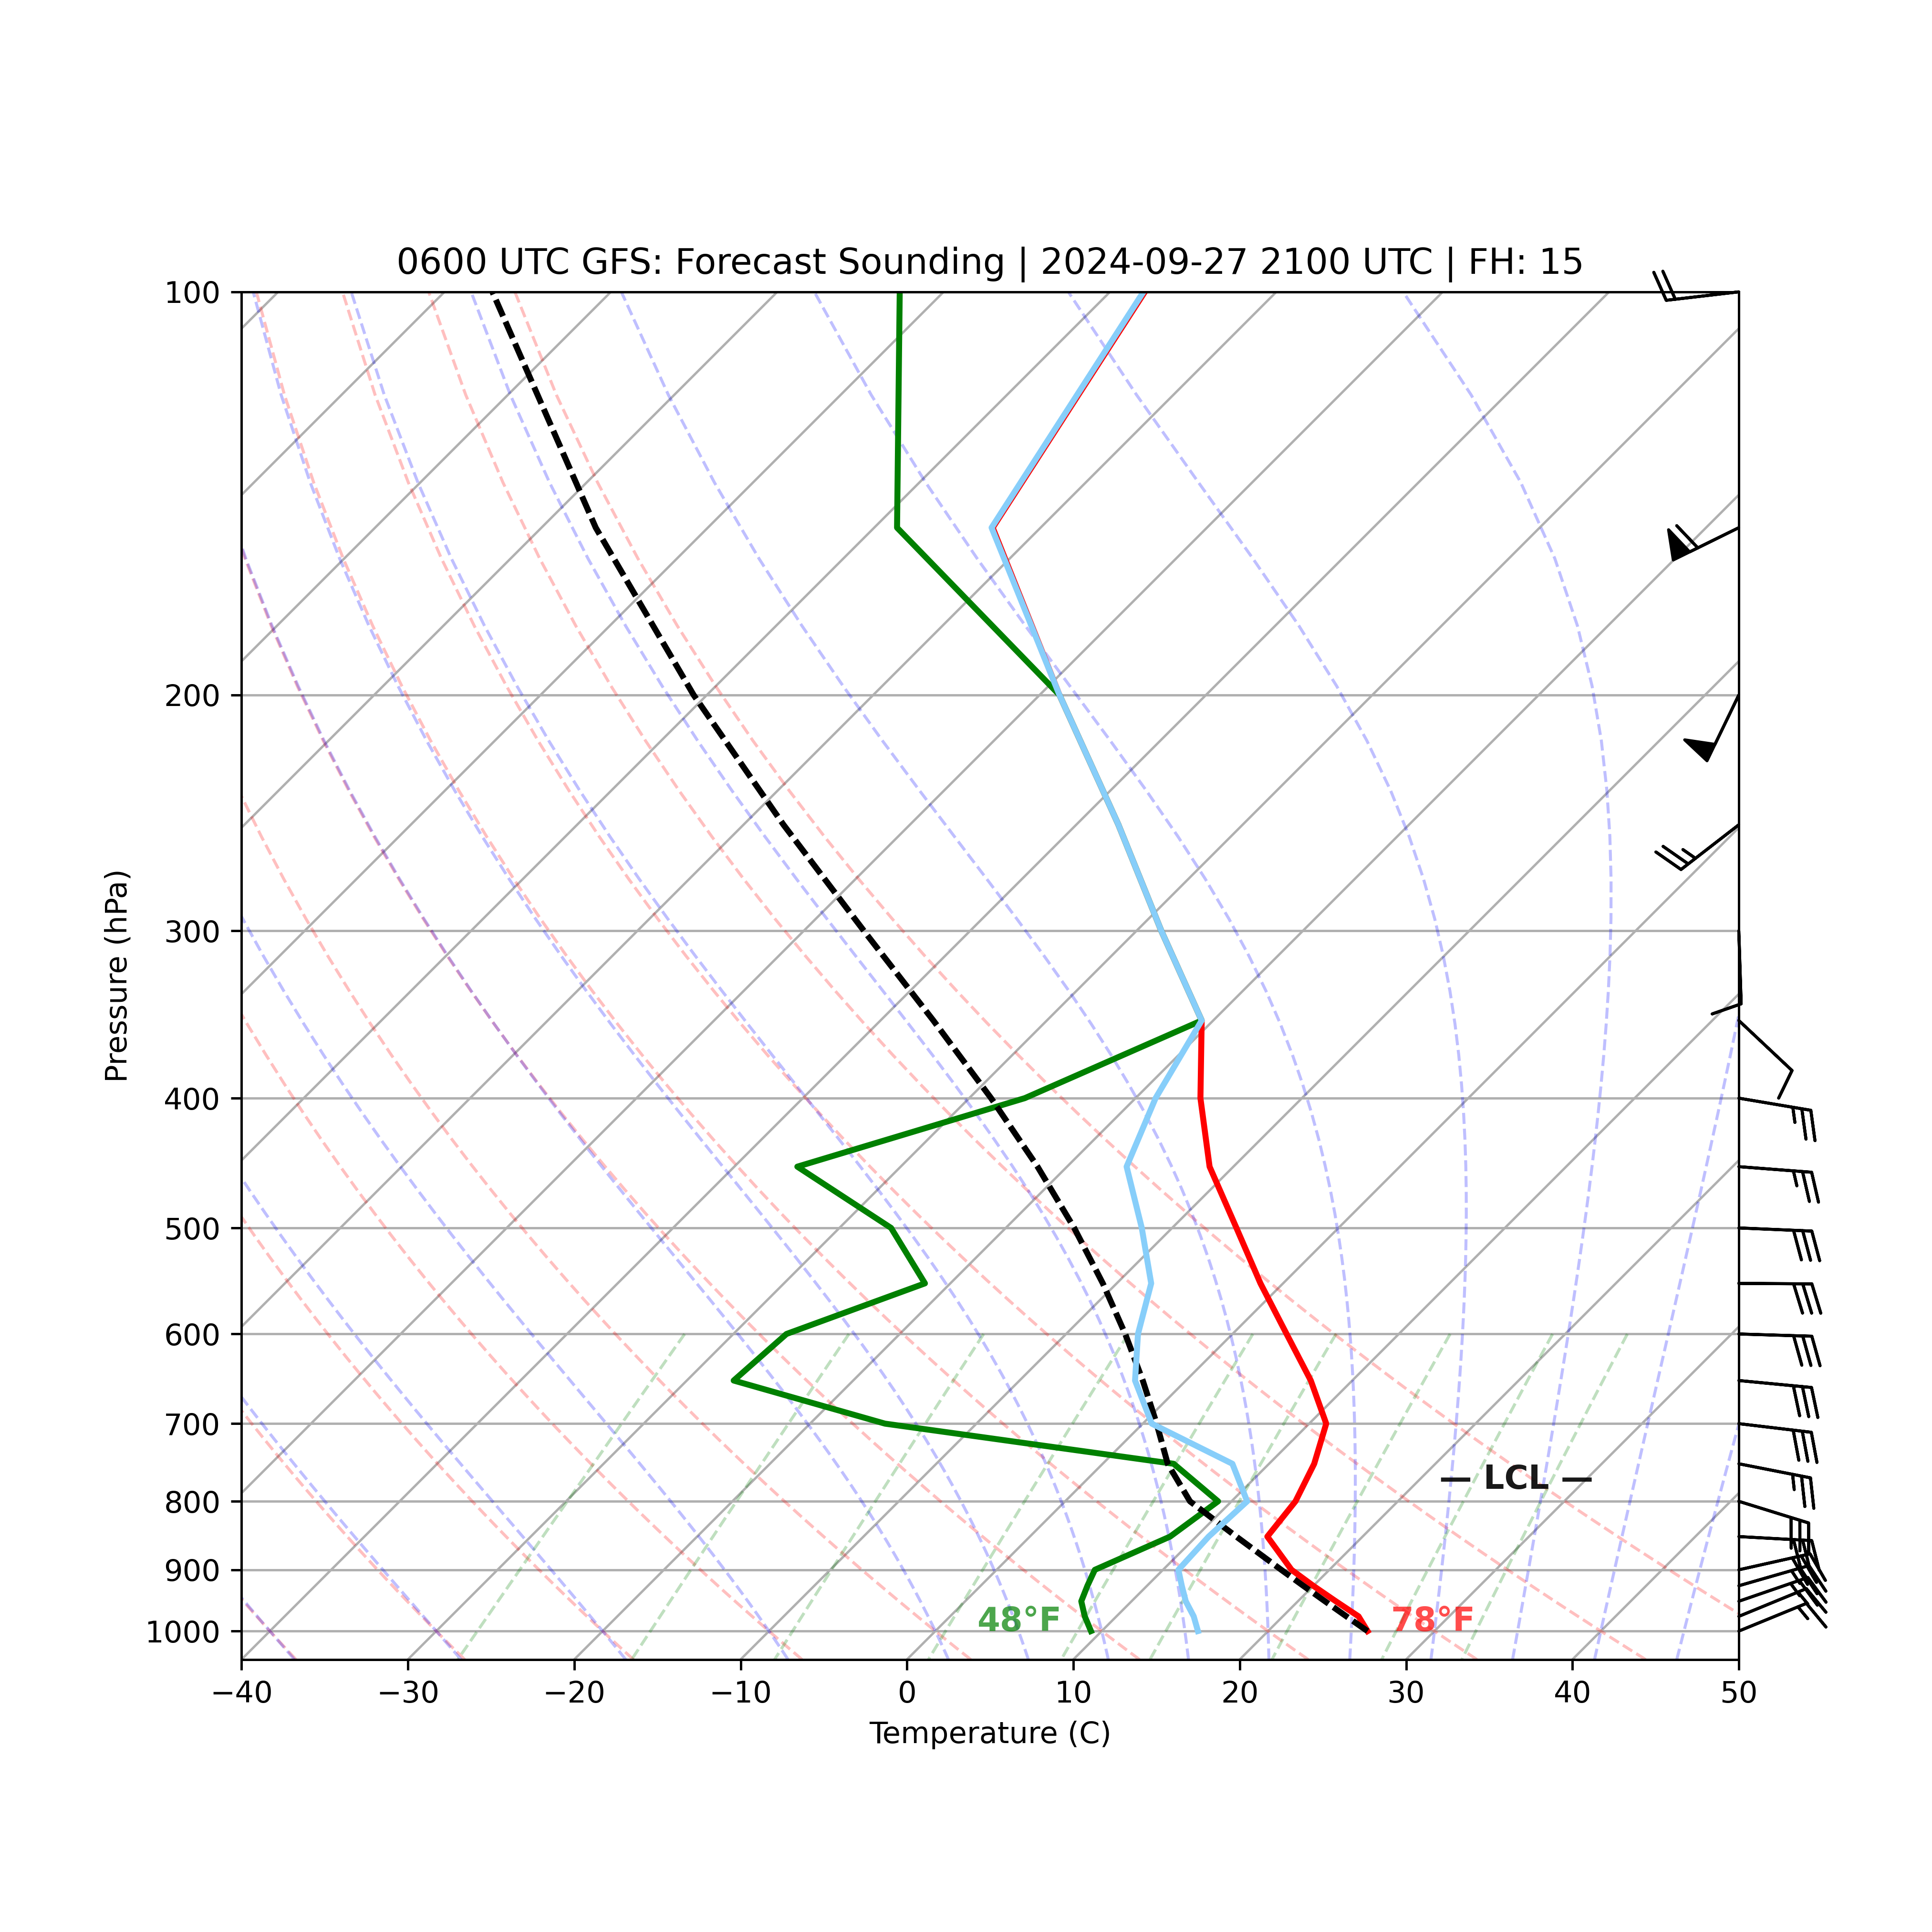 0600 UTC GFS: Forecast Sounding | 2024-09-27 2100 UTC | FH: 15
100
200
300
400
500
600
700
800
900
1000
Pressure (hPa)
— LCL —
48°F
78°F
−40 −30 −20 −10 0 10 20 30 40 50
Temperature (C)